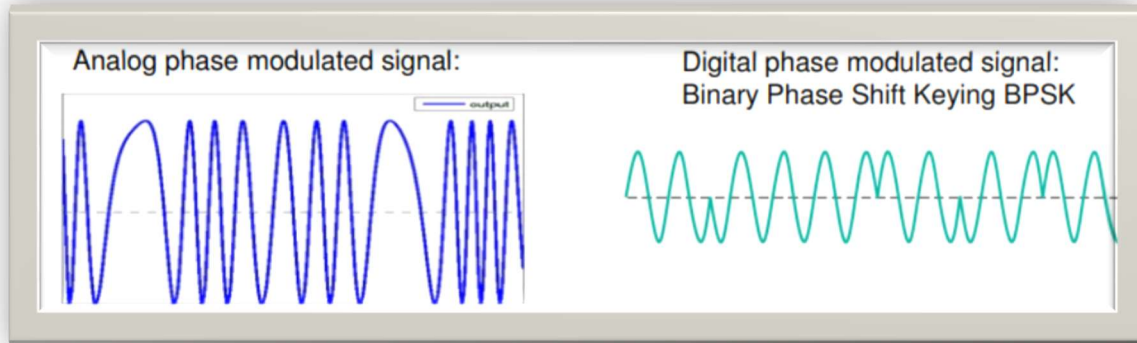 Analog phase modulated signal:
output
Digital phase modulated signal:
Binary Phase Shift Keying BPSK